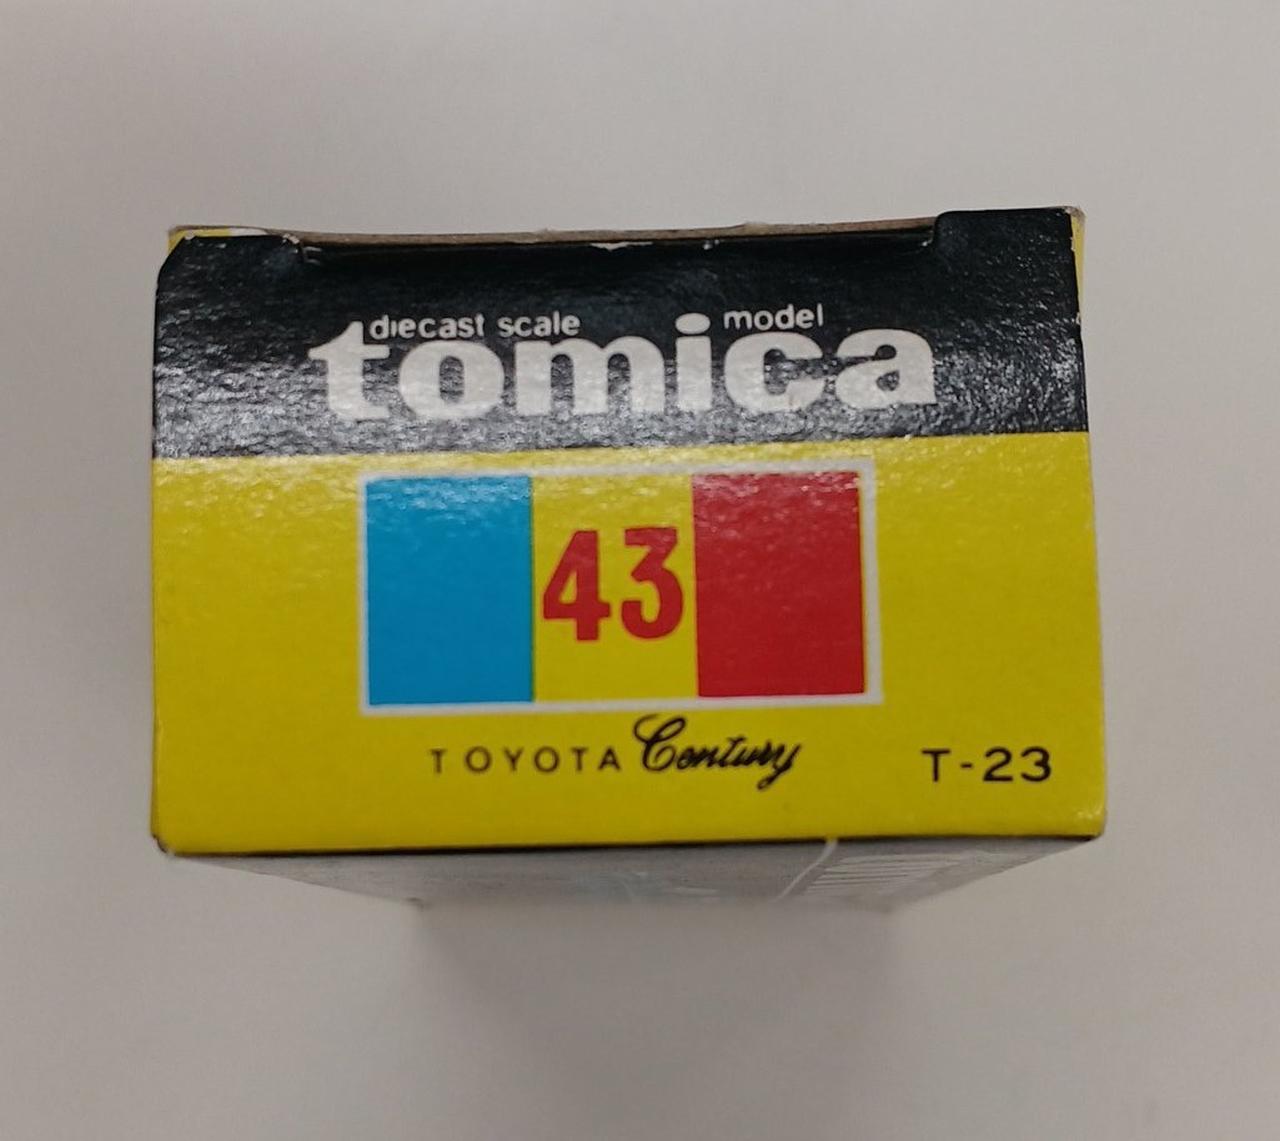 diecast scale model
tomica
43
TOYOTA Century
T-23